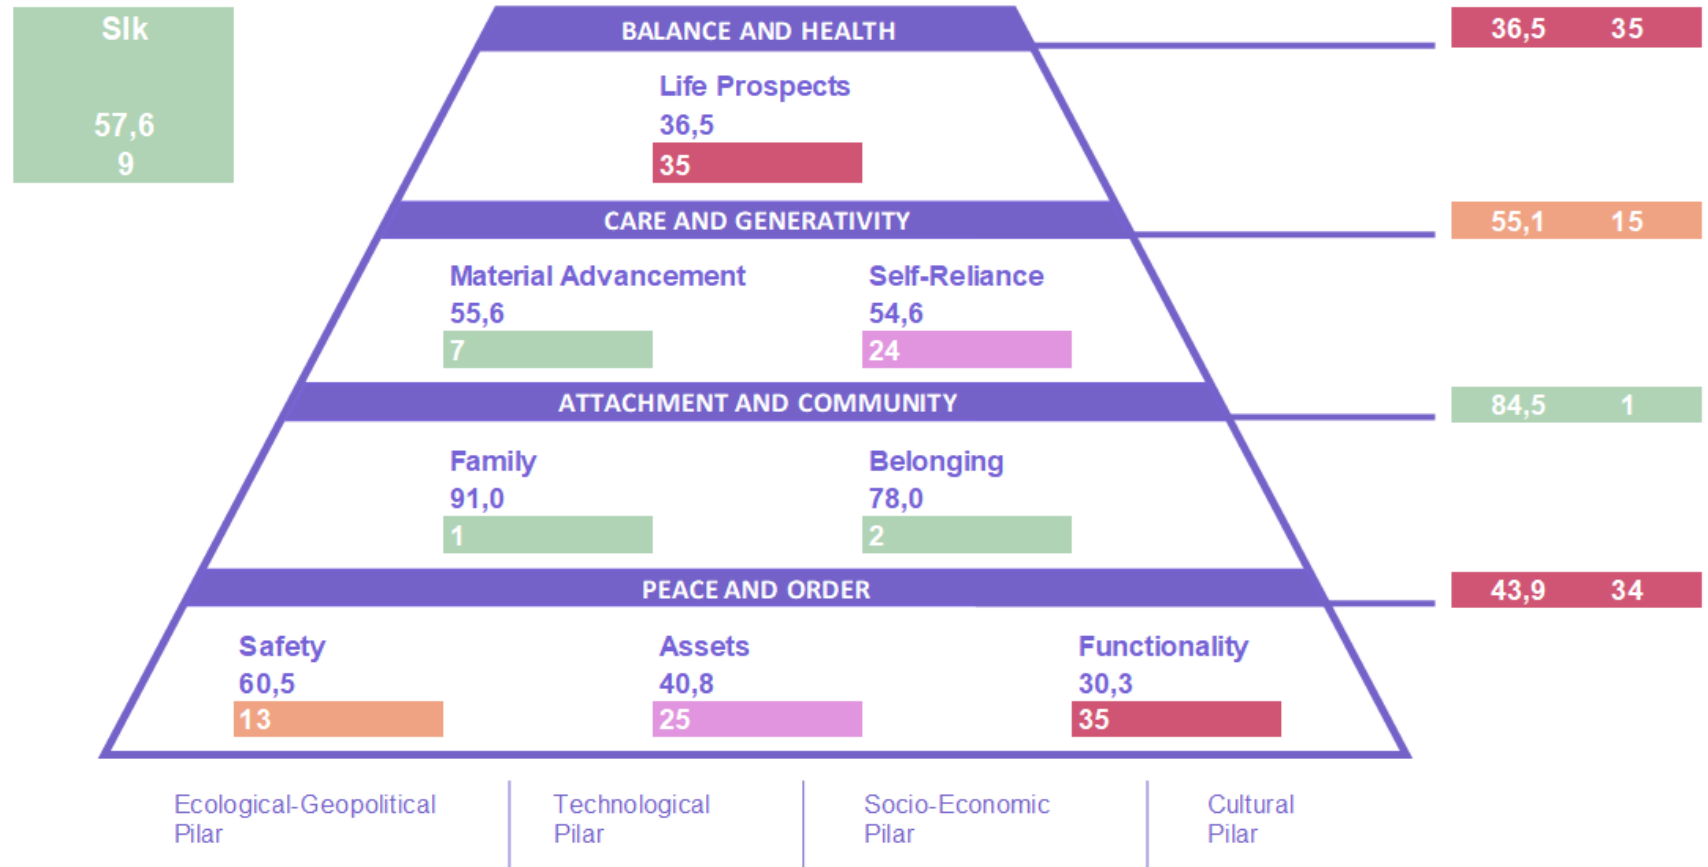 Slk
57,6
9
BALANCE AND HEALTH
36,5 35
Life Prospects
36,5
35
CARE AND GENERATIVITY
55,1 15
Material Advancement
55,6
7
Self-Reliance
54,6
24
ATTACHMENT AND COMMUNITY
84,5 1
Family
91,0
1
Belonging
78,0
2
PEACE AND ORDER
43,9 34
Safety
60,5
13
Assets
40,8
25
Functionality
30,3
35
Ecological-Geopolitical
Pilar
Technological
Pilar
Socio-Economic
Pilar
Cultural
Pilar